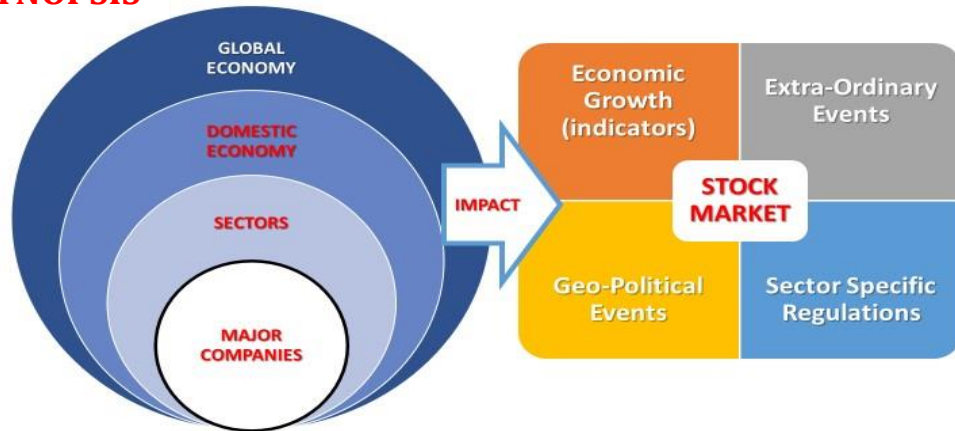 GLOBAL
ECONOMY
DOMESTIC
ECONOMY
SECTORS
MAJOR
COMPANIES
IMPACT
Economic
Growth
(indicators)
Extra-Ordinary
Events
STOCK
MARKET
Geo-Political
Events
Sector Specific
Regulations